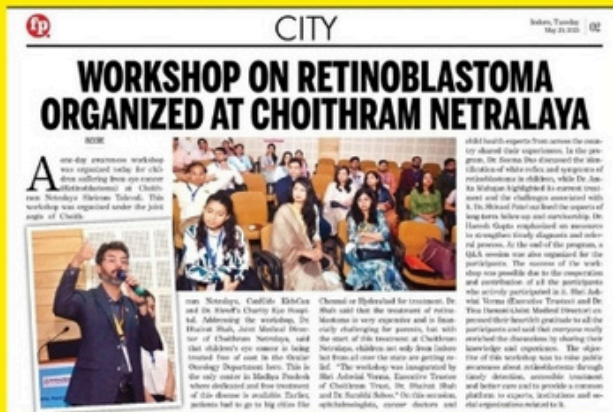 fp
CITY
Indore, Tuesday
02
WORKSHOP ON RETINOBLASTOMA
ORGANIZED AT CHOITHRAM NETRALAYA
INDORE
A one-day awareness workshop
was organized today for chil-
dren suffering from eye cancer
(Retinoblastoma) at Choith-
ram Netralaya Shriram Talawali. This
workshop was organized under the joint
aegis of Choith-
ram Netralaya, CanKids KidsCan
and Dr. Shroff's Charity Eye Hospi-
tal. Addressing the workshop, Dr.
Dhaivat Shah, Joint Medical Direc-
tor of Choithram Netralaya, said
that children's eye cancer is being
treated free of cost in the Ocular
Oncology Department here. This is
the only center in Madhya Pradesh
where dedicated and free treatment
of this disease is available. Earlier,
patients had to go to big cities like
Chennai or Hyderabad for treatment. Dr.
Shah said that the treatment of retino-
blastoma is very expensive and is finan-
cially challenging for parents, but with
the start of this treatment at Choithram
Netralaya, children not only from Indore
but from all over the state are getting re-
lief. "The workshop was inaugurated by
Shri Ashwini Verma, Executive Trustee
of Choithram Trust, Dr. Dhaivat Shah
and Dr. On this occasion,
ophthalmologists, cancer doctors and
child health experts from across the coun-
try shared their experiences. In the pro-
gram, Dr. Seema Das discussed the iden-
tification of white reflex and symptoms of
retinoblastoma in children, while Dr.
Mahajan highlighted its current treat-
ment and the challenges associated with
it. Dr. Patel outlined the aspects of
long-term follow-up and survivorship. Dr.
Haresh Gupta emphasized on measures
to strengthen timely diagnosis and refer-
ral process. At the end of the program, a
Q&A session was also organized for the
participants. The success of the work-
shop was possible due to the cooperation
and contribution of all the participants
who actively participated in it. Shri Ash-
wini Verma (Executive Trustee) and Dr.
(Joint Medical Director) ex-
pressed their heartfelt gratitude to all the
participants and said that everyone really
enriched the discussions by sharing their
knowledge and experience. The objec-
tive of this workshop was to raise public
awareness about retinoblastoma through
timely detection, accessible treatment
and better care and to provide a common
platform to experts, institutions and so-
cial organizations related to it.